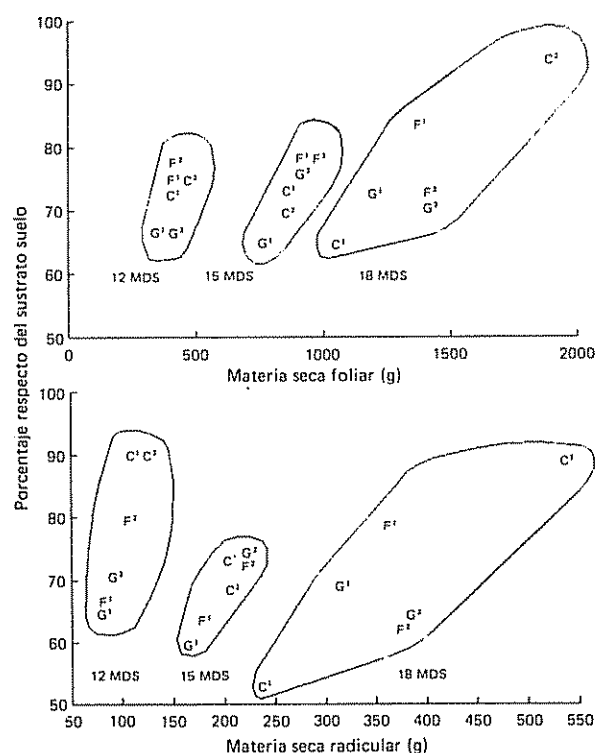 Porcentaje respecto del sustrato suelo
100
90
80
70
60
50
C²
F¹
F²
F¹ C²
C¹
G¹ G²
F¹ F²
G²
C¹
C²
G¹
G¹
F²
G²
C¹
12 MDS
15 MDS
18 MDS
0
500
1000
1500
2000
Materia seca foliar (g)
100
90
80
70
60
50
C¹ C²
F²
G²
F¹
G¹
C¹ G²
F²
C²
F¹
G¹
C²
F¹
G¹
G²
F²
C¹
12 MDS
15 MDS
18 MDS
50
100
150
200
250
300
350
400
450
500
550
Materia seca radicular (g)